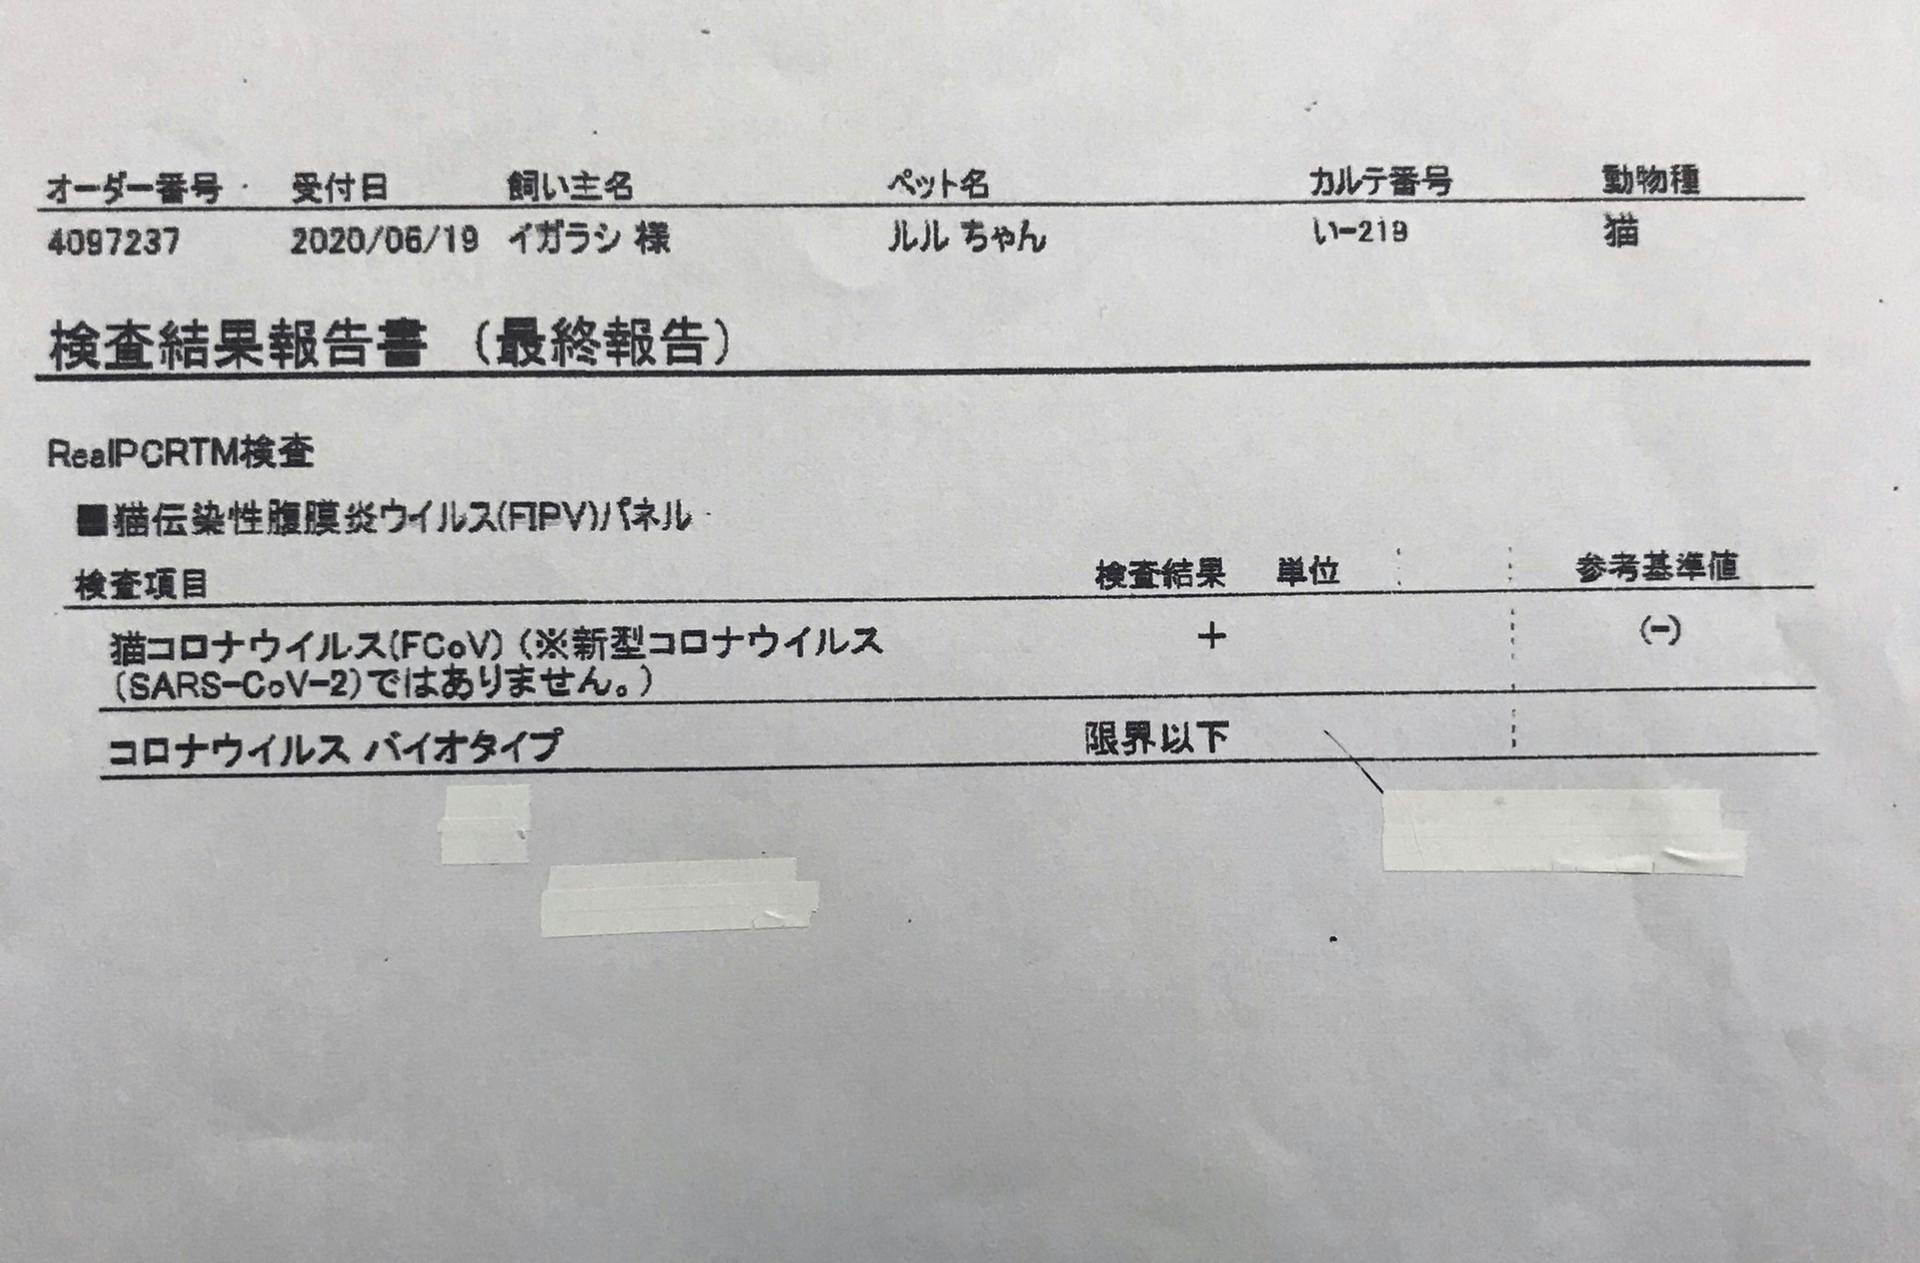 オーダー番号 受付日 飼い主名 ペット名 カルテ番号 動物種
4097237 2020/06/19 イガラシ 様 ルル ちゃん い-219 猫
検査結果報告書 （最終報告）
RealPCRTM検査
■猫伝染性腹膜炎ウイルス(FIPV)パネル
検査項目 検査結果 単位 参考基準値
猫コロナウイルス(FCoV) (※新型コロナウイルス + (-)
(SARS-CoV-2)ではありません。)
コロナウイルス バイオタイプ 限界以下